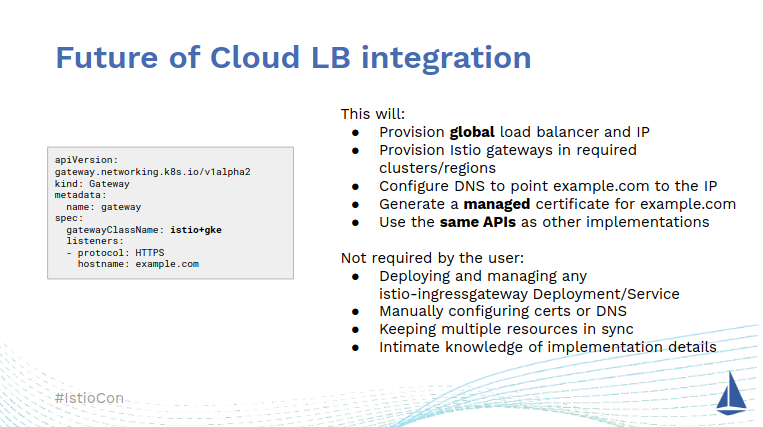 Future of Cloud LB integration
apiVersion:
gateway.networking.k8s.io/v1alpha2
kind: Gateway
metadata:
  name: gateway
spec:
  gatewayClassName: istio+gke
  listeners:
  - protocol: HTTPS
    hostname: example.com
This will:
● Provision global load balancer and IP
● Provision Istio gateways in required
clusters/regions
● Configure DNS to point example.com to the IP
● Generate a managed certificate for example.com
● Use the same APIs as other implementations
Not required by the user:
● Deploying and managing any
istio-ingressgateway Deployment/Service
● Manually configuring certs or DNS
● Keeping multiple resources in sync
● Intimate knowledge of implementation details
#IstioCon